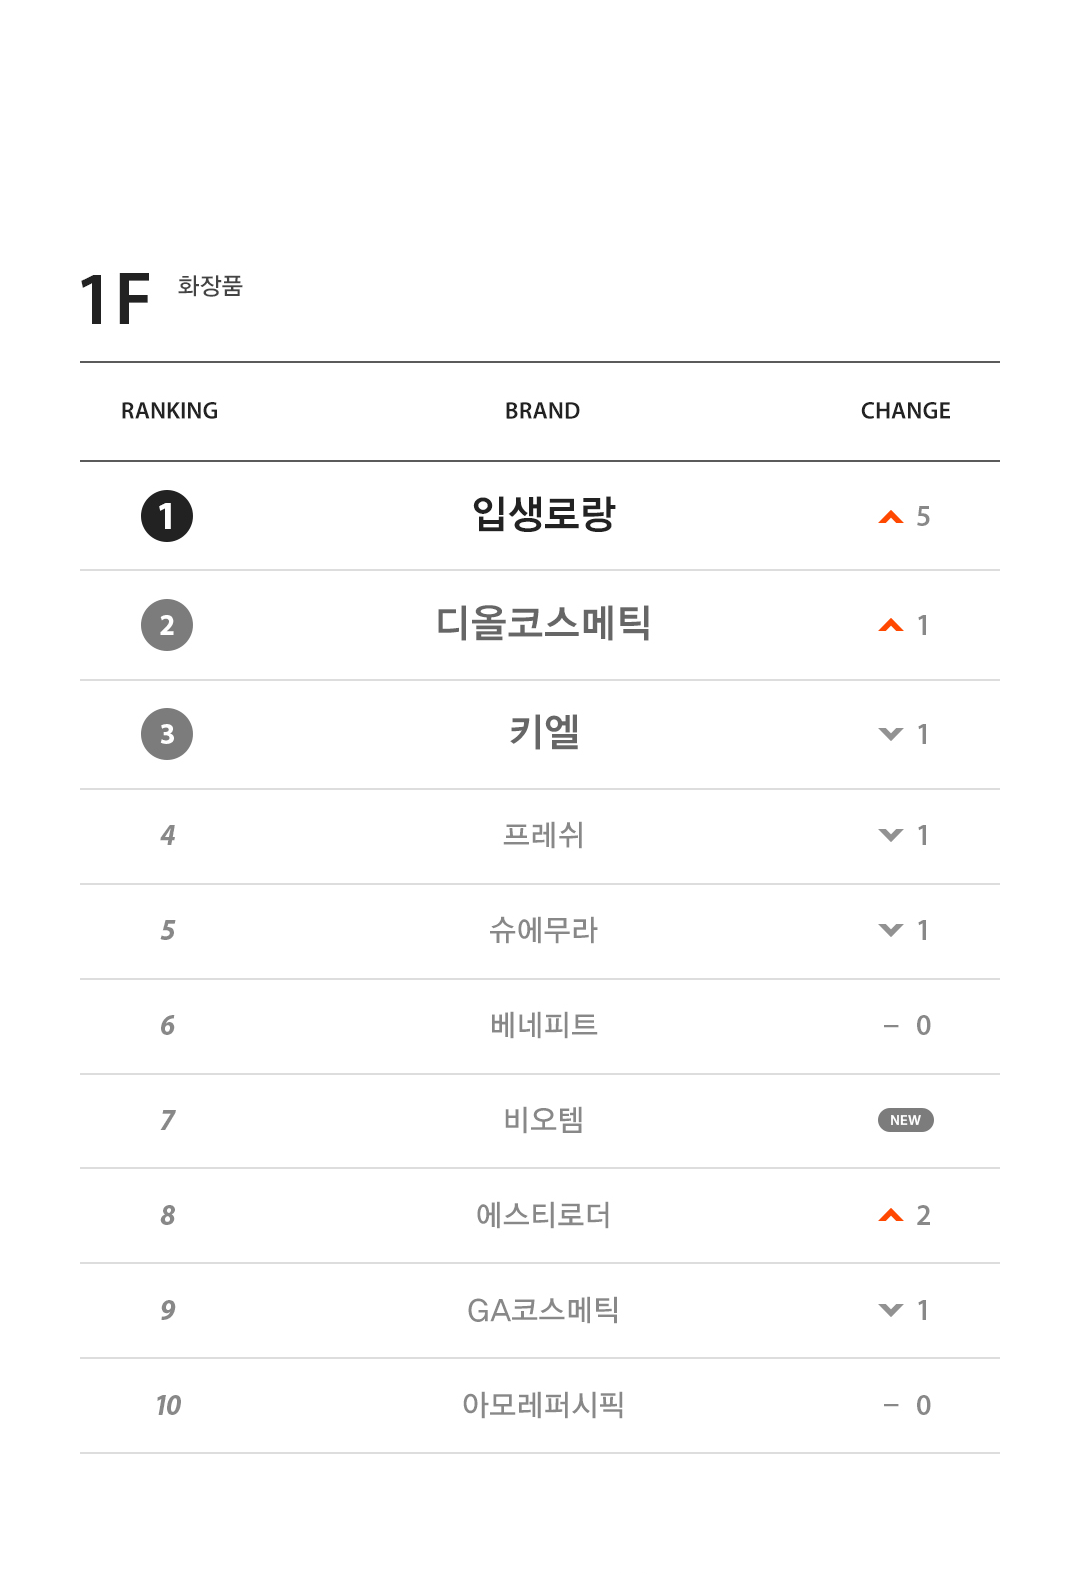 1F 화장품
RANKING BRAND CHANGE
1 입생로랑 5
2 디올코스메틱 1
3 키엘 1
4 프레쉬 1
5 슈에무라 1
6 베네피트 – 0
7 비오템 NEW
8 에스티로더 2
9 GA코스메틱 1
10 아모레퍼시픽 – 0